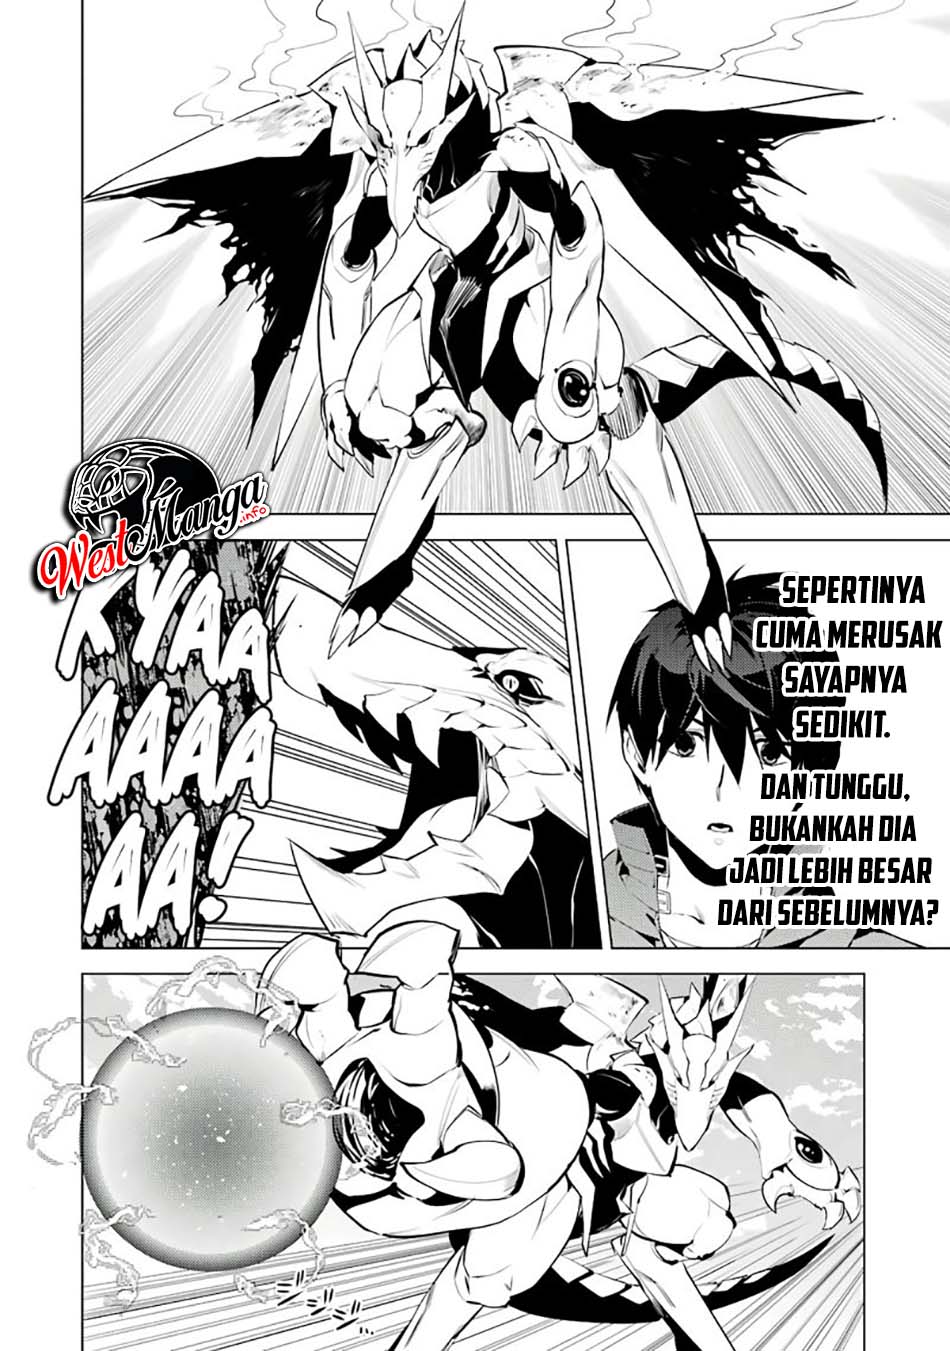 WestManga
.info
SEPERTINYA
CUMA MERUSAK
SAYAPNYA
SEDIKIT.
DAN TUNGGU,
BUKANKAH DIA
JADI LEBIH BESAR
DARI SEBELUMNYA?
KYAA
AAAA
AA!